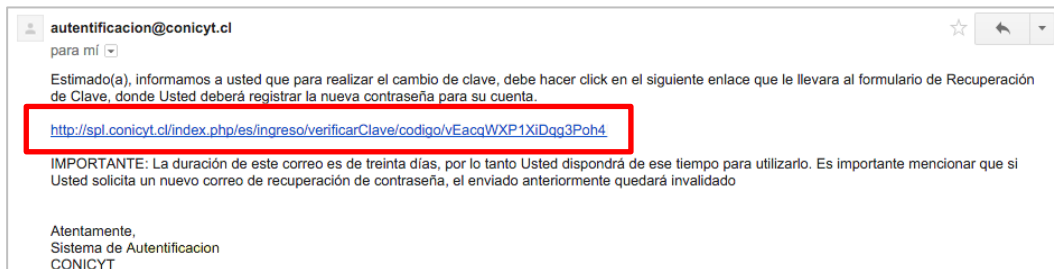 autentificacion@conicyt.cl
para mí
Estimado(a), informamos a usted que para realizar el cambio de clave, debe hacer click en el siguiente enlace que le llevara al formulario de Recuperación
de Clave, donde Usted deberá registrar la nueva contraseña para su cuenta.
http://spl.conicyt.cl/index.php/es/ingreso/verificarClave/codigo/vEacqWXP1XiDqg3Poh4
IMPORTANTE: La duración de este correo es de treinta días, por lo tanto Usted dispondrá de ese tiempo para utilizarlo. Es importante mencionar que si
Usted solicita un nuevo correo de recuperación de contraseña, el enviado anteriormente quedará invalidado
Atentamente,
Sistema de Autentificacion
CONICYT